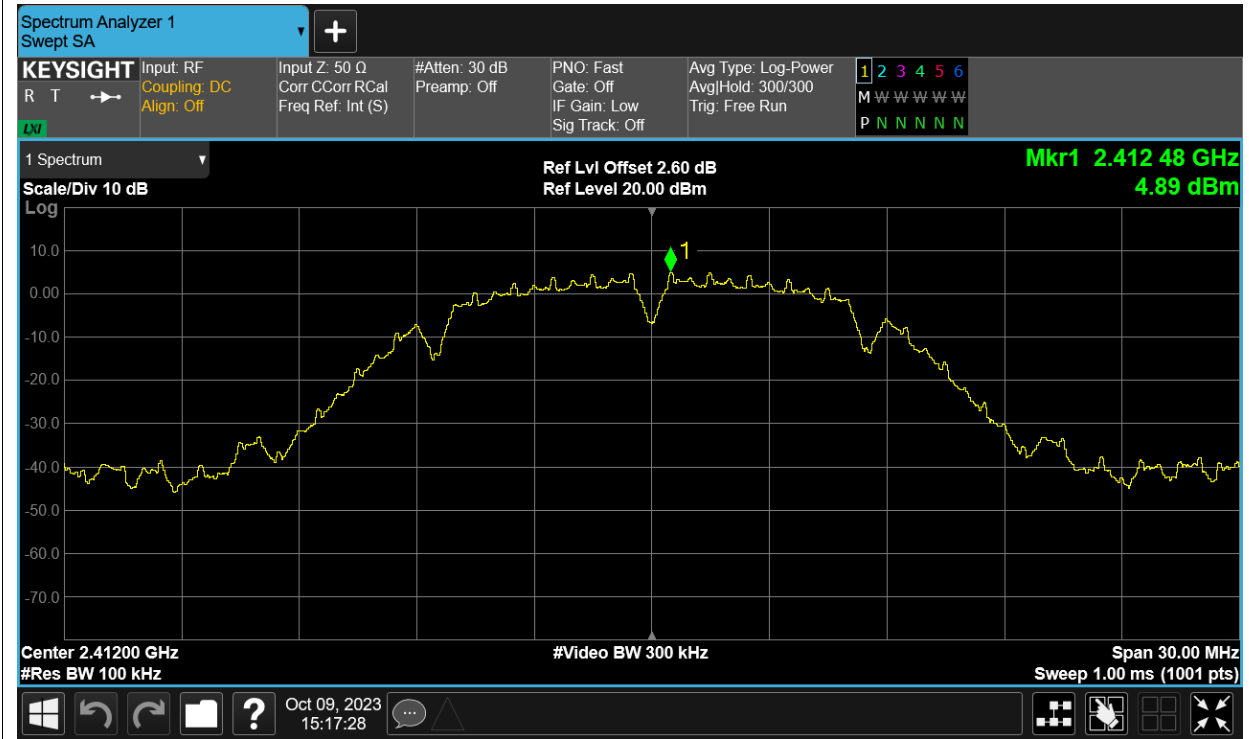 Spectrum Analyzer 1
Swept SA
+
KEYSIGHT
R T
LXI
Input: RF
Coupling: DC
Align: Off
Input Z: 50 Ω
Corr CCorr RCal
Freq Ref: Int (S)
#Atten: 30 dB
Preamp: Off
PNO: Fast
Gate: Off
IF Gain: Low
Sig Track: Off
Avg Type: Log-Power
Avg|Hold: 300/300
Trig: Free Run
1 2 3 4 5 6
M W W W W W W
P N N N N N N
1 Spectrum
Scale/Div 10 dB
Ref Lvl Offset 2.60 dB
Ref Level 20.00 dBm
Mkr1 2.412 48 GHz
4.89 dBm
Log
10.0
0.00
-10.0
-20.0
-30.0
-40.0
-50.0
-60.0
-70.0
1
Center 2.41200 GHz
#Res BW 100 kHz
#Video BW 300 kHz
Span 30.00 MHz
Sweep 1.00 ms (1001 pts)
?
Oct 09, 2023
15:17:28